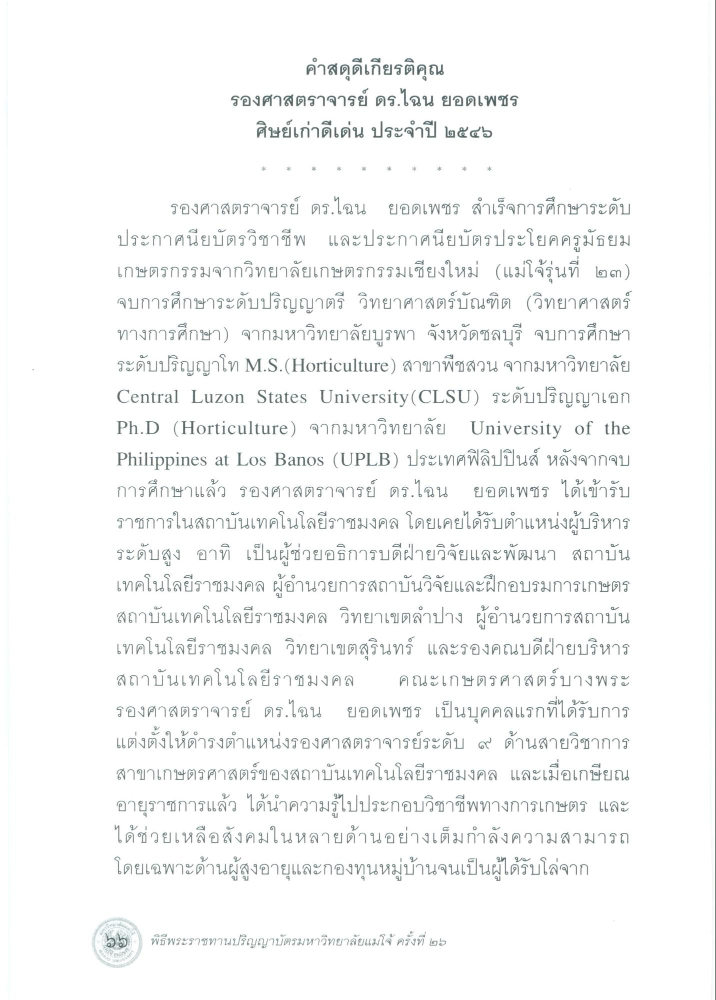 คำสดุดีเกียรติคุณ
รองศาสตราจารย์ ดร.ไฉน ยอดเพชร
ศิษย์เก่าดีเด่น ประจำปี ๒๕๔๖
* * * * * * * * * *
รองศาสตราจารย์ ดร.ไฉน ยอดเพชร สำเร็จการศึกษาระดับ
ประกาศนียบัตรวิชาชีพ และประกาศนียบัตรประโยคครูมัธยม
เกษตรกรรมจากวิทยาลัยเกษตรกรรมเชียงใหม่ (แม่โจ้รุ่นที่ ๒๓)
จบการศึกษาระดับปริญญาตรี วิทยาศาสตร์บัณฑิต (วิทยาศาสตร์
ทางการศึกษา) จากมหาวิทยาลัยบูรพา จังหวัดชลบุรี จบการศึกษา
ระดับปริญญาโท M.S.(Horticulture) สาขาพืชสวน จากมหาวิทยาลัย
Central Luzon States University(CLSU) ระดับปริญญาเอก
Ph.D (Horticulture) จากมหาวิทยาลัย University of the
Philippines at Los Banos (UPLB) ประเทศฟิลิปปินส์ หลังจากจบ
การศึกษาแล้ว รองศาสตราจารย์ ดร.ไฉน ยอดเพชร ได้เข้ารับ
ราชการในสถาบันเทคโนโลยีราชมงคล โดยเคยได้รับตำแหน่งผู้บริหาร
ระดับสูง อาทิ เป็นผู้ช่วยอธิการบดีฝ่ายวิจัยและพัฒนา สถาบัน
เทคโนโลยีราชมงคล ผู้อำนวยการสถาบันวิจัยและฝึกอบรมการเกษตร
สถาบันเทคโนโลยีราชมงคล วิทยาเขตลำปาง ผู้อำนวยการสถาบัน
เทคโนโลยีราชมงคล วิทยาเขตสุรินทร์ และรองคณบดีฝ่ายบริหาร
สถาบันเทคโนโลยีราชมงคล คณะเกษตรศาสตร์บางพระ
รองศาสตราจารย์ ดร.ไฉน ยอดเพชร เป็นบุคคลแรกที่ได้รับการ
แต่งตั้งให้ดำรงตำแหน่งรองศาสตราจารย์ระดับ ๙ ด้านสายวิชาการ
สาขาเกษตรศาสตร์ของสถาบันเทคโนโลยีราชมงคล และเมื่อเกษียณ
อายุราชการแล้ว ได้นำความรู้ไปประกอบวิชาชีพทางการเกษตร และ
ได้ช่วยเหลือสังคมในหลายด้านอย่างเต็มกำลังความสามารถ
โดยเฉพาะด้านผู้สูงอายุและกองทุนหมู่บ้านจนเป็นผู้ได้รับโล่จาก
๖๖ พิธีพระราชทานปริญญาบัตรมหาวิทยาลัยแม่โจ้ ครั้งที่ ๒๖